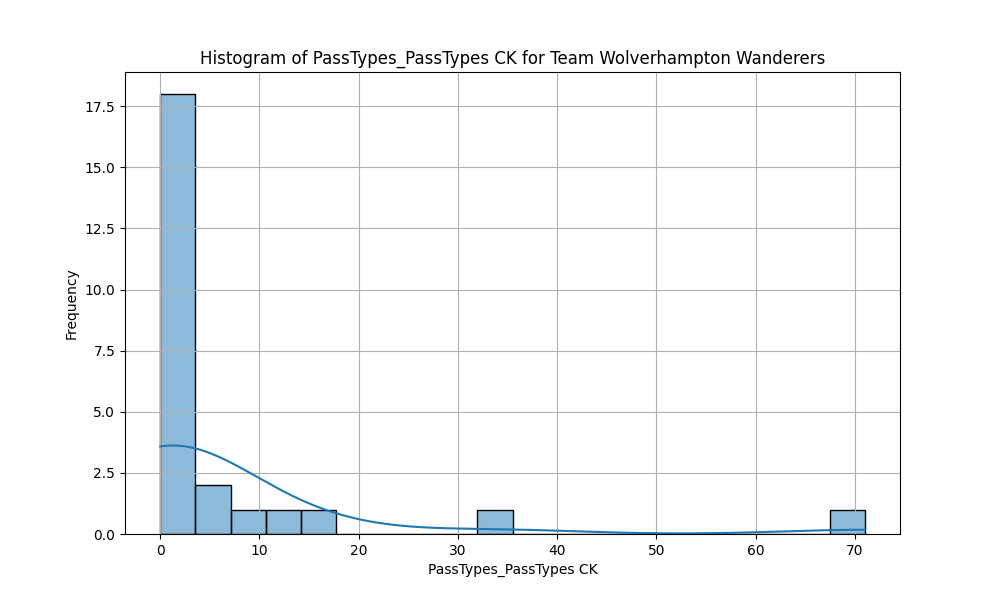 Histogram of PassTypes_PassTypes CK for Team Wolverhampton Wanderers
17.5
15.0
12.5
10.0
7.5
5.0
2.5
0.0
Frequency
0 10 20 30 40 50 60 70
PassTypes_PassTypes CK